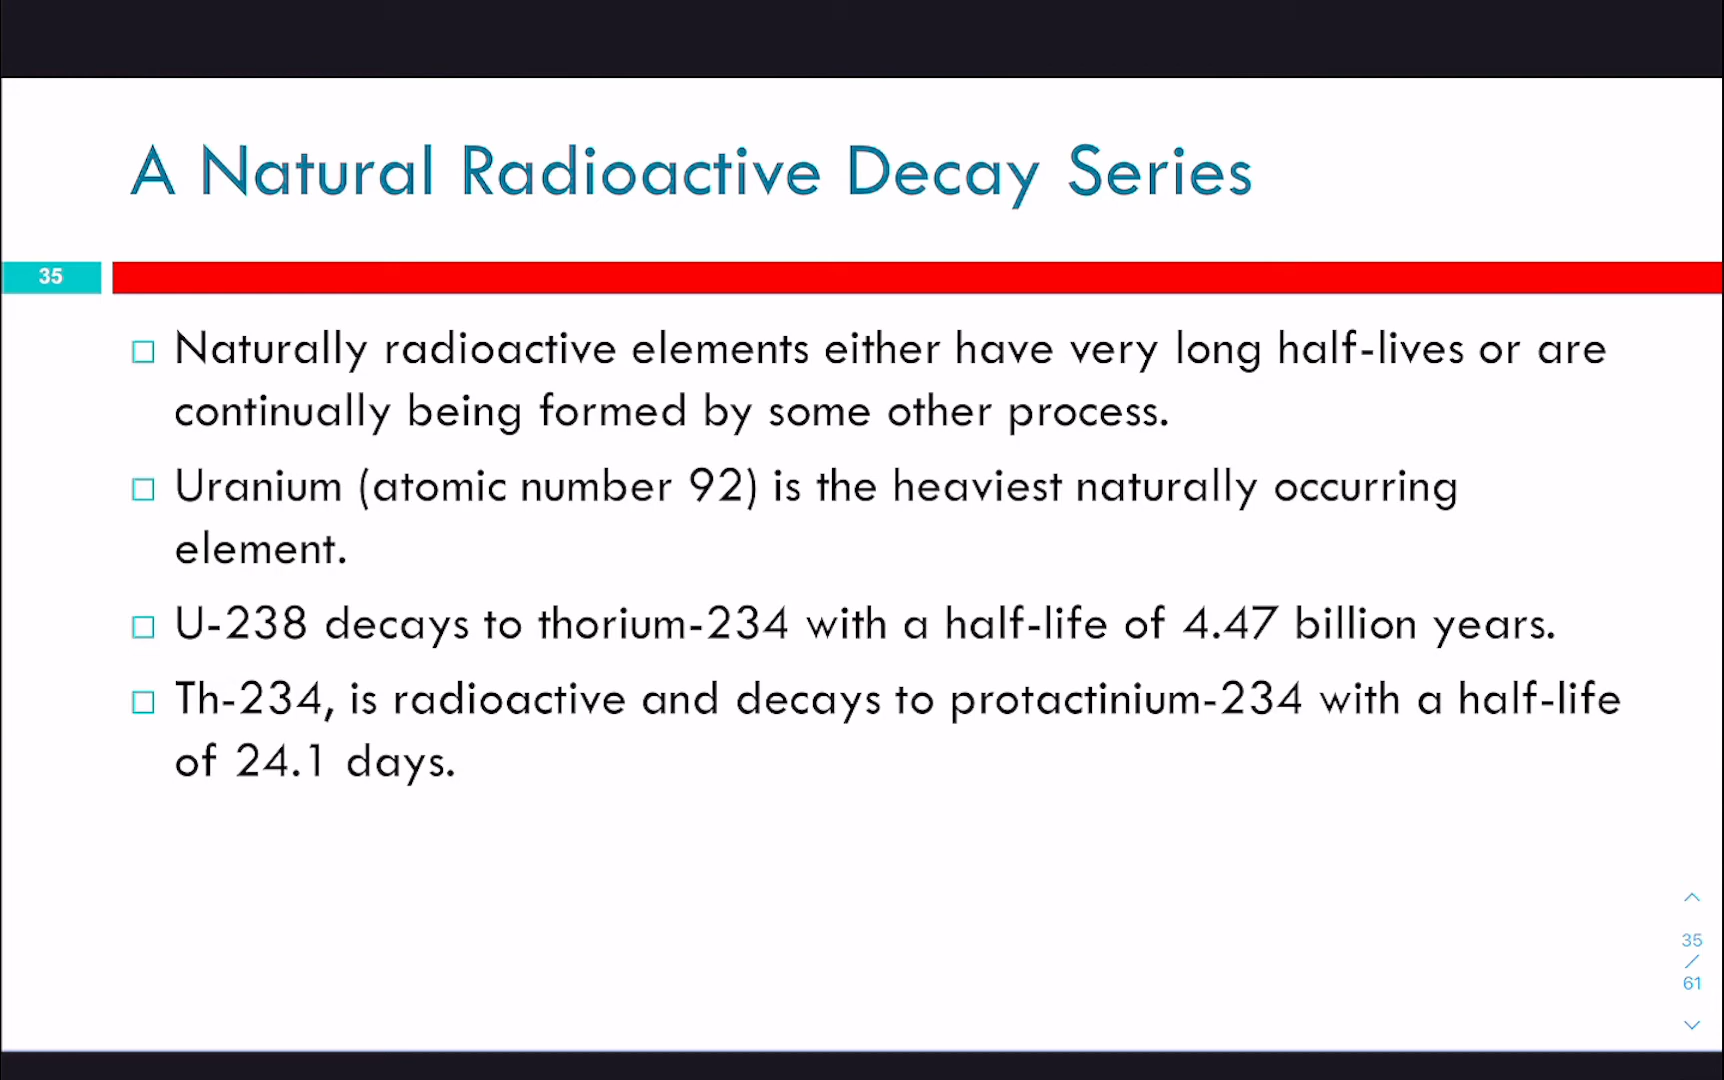 A Natural Radioactive Decay Series
35
Naturally radioactive elements either have very long half-lives or are
continually being formed by some other process.
Uranium (atomic number 92) is the heaviest naturally occurring
element.
U-238 decays to thorium-234 with a half-life of 4.47 billion years.
Th-234, is radioactive and decays to protactinium-234 with a half-life
of 24.1 days.
35
/
61